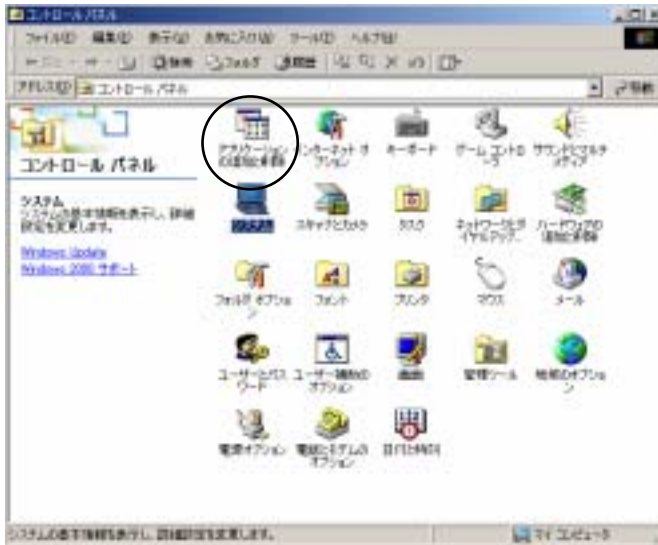 コントロール パネル
ファイル(F) 編集(E) 表示(V) お気に入り(A) ツール(T) ヘルプ(H)
検索 フォルダ 履歴
アドレス(D) コントロール パネル 移動
コントロール パネル
システム
システムの基本情報を表示し、詳細
設定を変更します。
Windows Update
Windows 2000 サポート
アプリケーション
の追加と削除
インターネット オ
プション
キーボード
ゲーム コントロ
ーラ
サウンドとマルチ
メディア
システム
スキャナとカメラ
タスク
ネットワークとダ
イヤルアップ...
ハードウェアの
追加と削除
フォルダ オプショ
ン
フォント
プリンタ
マウス
メール
ユーザーとパス
ワード
ユーザー補助の
オプション
画面
管理ツール
地域のオプショ
ン
電源オプション
電話とモデムの
オプション
日付と時刻
システムの基本情報を表示し、詳細設定を変更します。
マイ コンピュータ